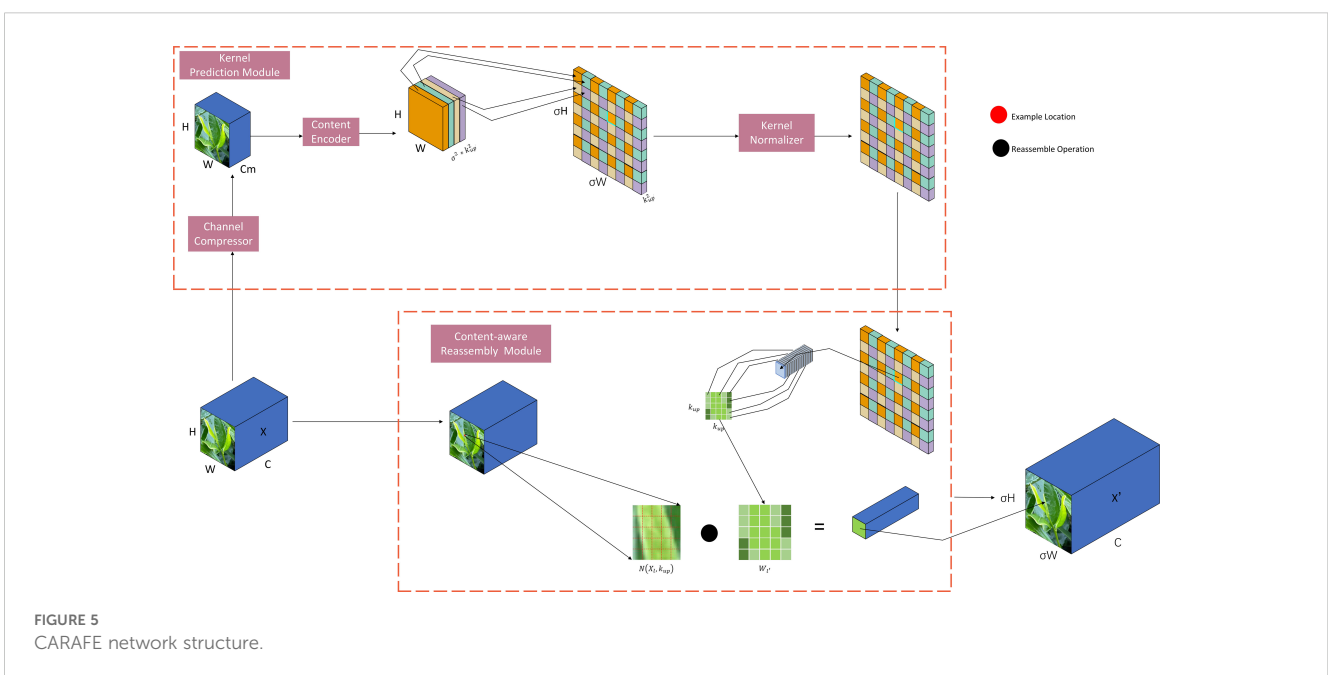 Kernel
Prediction Module
H
W
Cm
Content
Encoder
H
W
σ² * k²ᵤₚ
σH
σW
k²ᵤₚ
Kernel
Normalizer
Example Location
Reassemble Operation
Channel
Compressor
Content-aware
Reassembly Module
H
W
X
C
kᵤₚ
kᵤₚ
N(Xₗ, kᵤₚ)
Wₗ′
=
σH
σW
X'
C
FIGURE 5
CARAFE network structure.